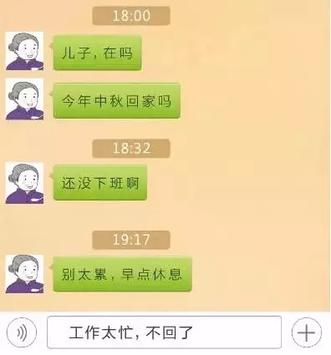 18:00
儿子,在吗
今年中秋回家吗
18:32
还没下班啊
19:17
别太累,早点休息
工作太忙,不回了